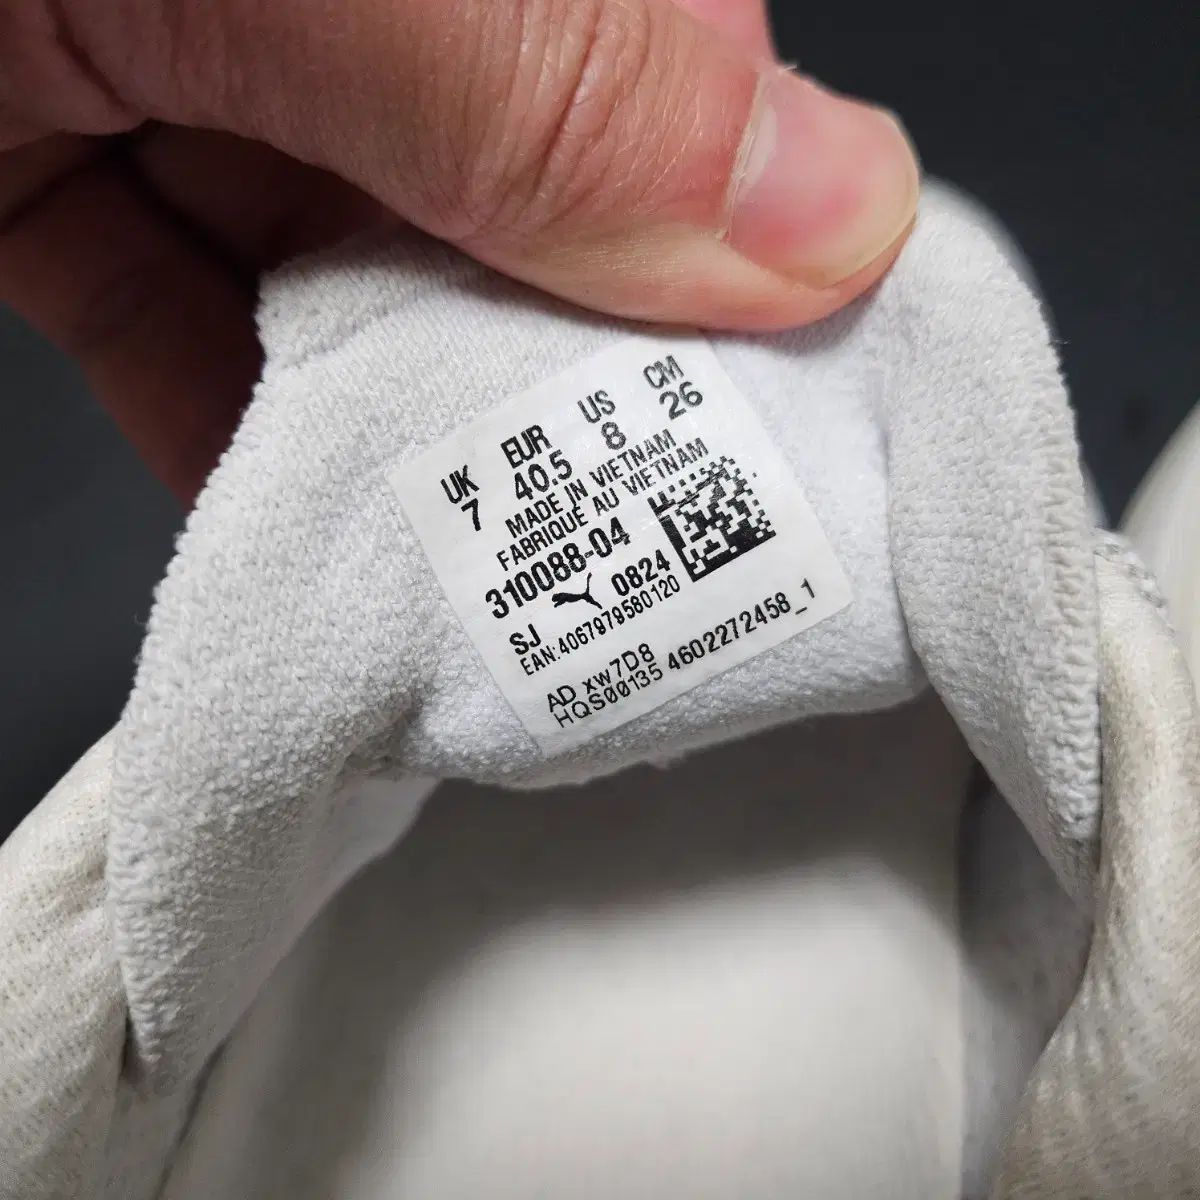 UK EUR US CM
7 40.5 8 26
MADE IN VIETNAM
FABRIQUÉ AU VIETNAM
310088-04
SJ 0824
EAN:4067979580120
AD xw7D8
HQS00135 4602272458_1